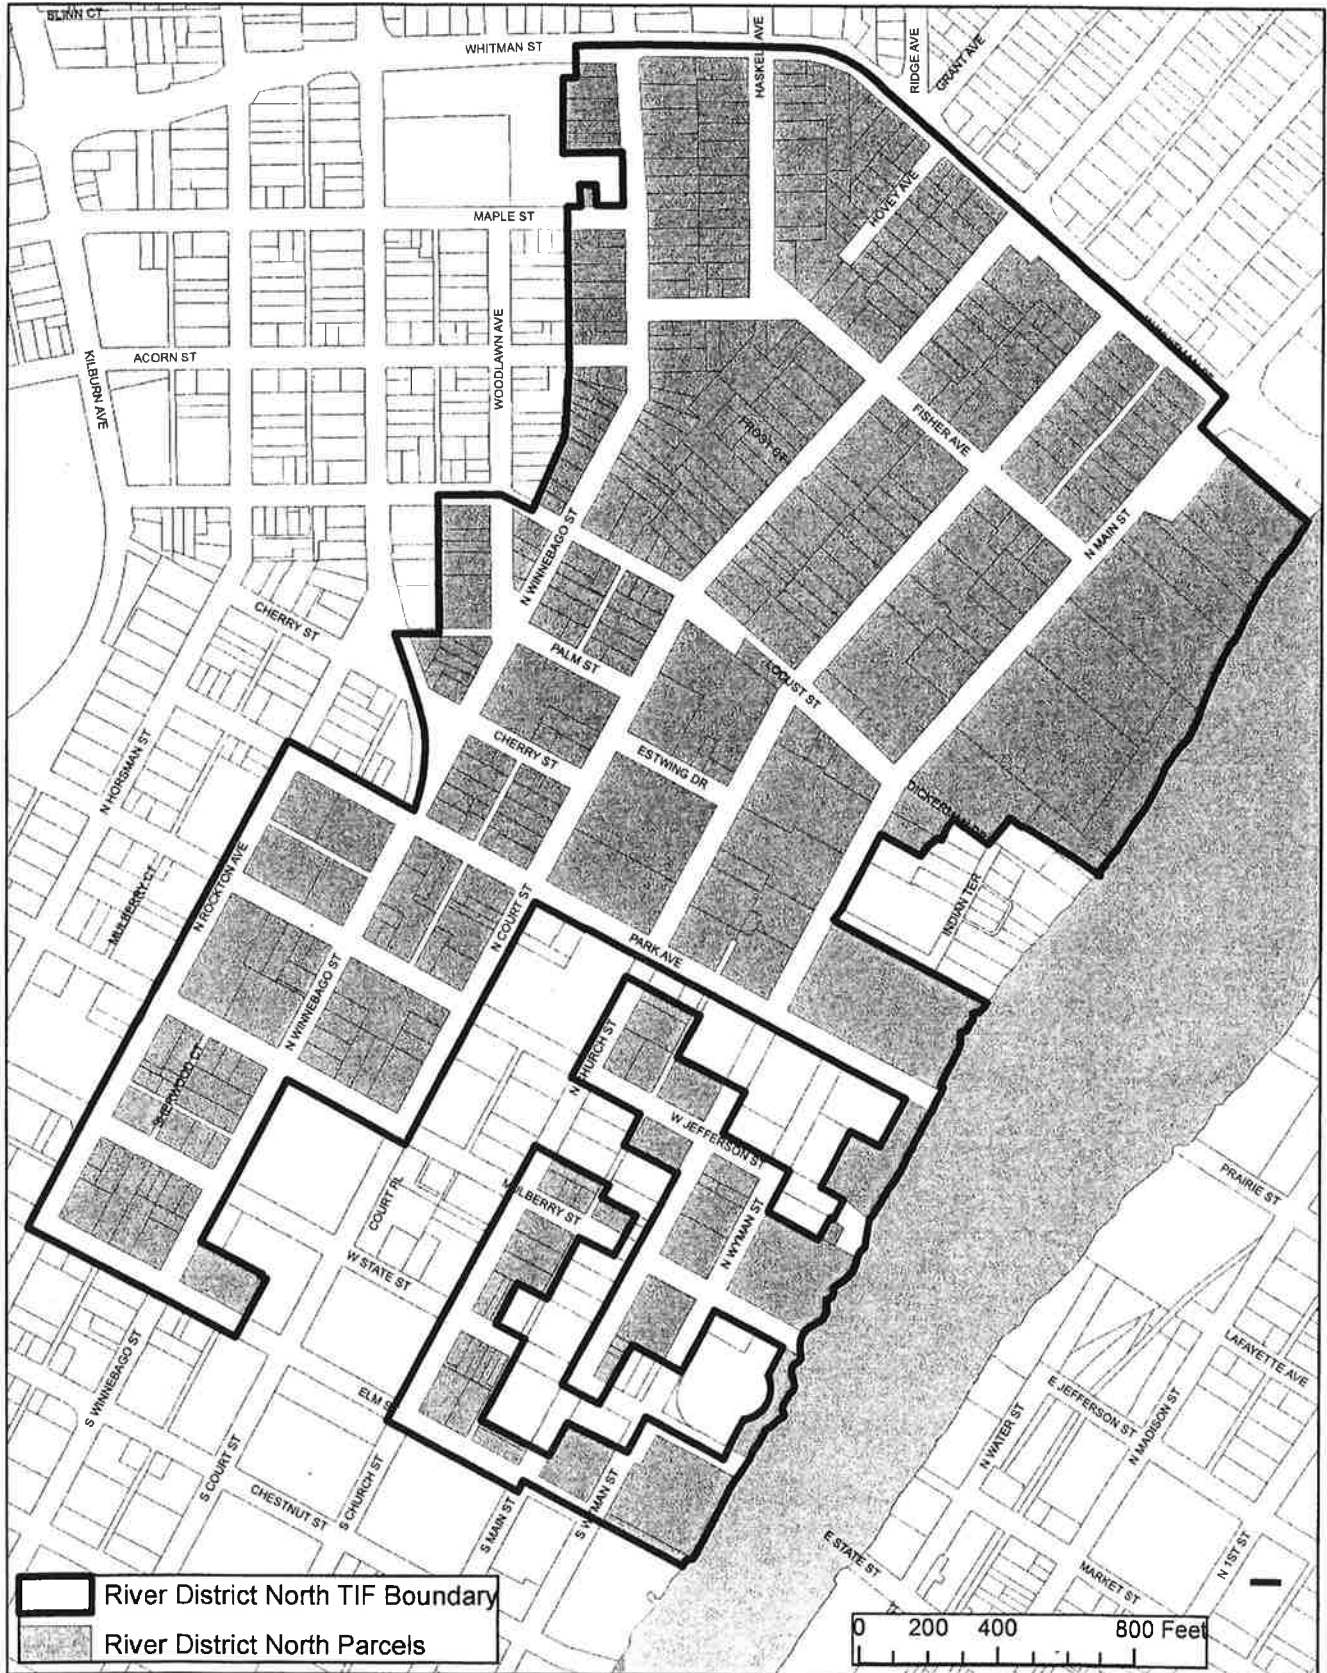 BLINN CT
WHITMAN ST
HASKELL AVE
RIDGE AVE
GRANT AVE
HOVEY AVE
MAPLE ST
WOODLAWN AVE
KILBURN AVE
ACORN ST
FISHER AVE
FROST CT
N MAIN ST
N WINNEBAGO ST
CHERRY ST
PALM ST
LOCUST ST
CHERRY ST
ESTWING DR
N HORSMAN ST
INDIAN TER
N ROCKTON AVE
MULBERRY CT
N COURT ST
PARK AVE
N WINNEBAGO ST
N CHURCH ST
SHERWOOD CT
W JEFFERSON ST
PRAIRIE ST
COURT PL
MULBERRY ST
N WYMAN ST
W STATE ST
LAFAYETTE AVE
S WINNEBAGO ST
ELM
E JEFFERSON ST
N MADISON ST
N WATER ST
S COURT ST
S CHURCH ST
CHESTNUT ST
S MAIN ST
S WYMAN ST
E STATE ST
MARKET ST
N 1ST ST
River District North TIF Boundary
River District North Parcels
0 200 400 800 Feet